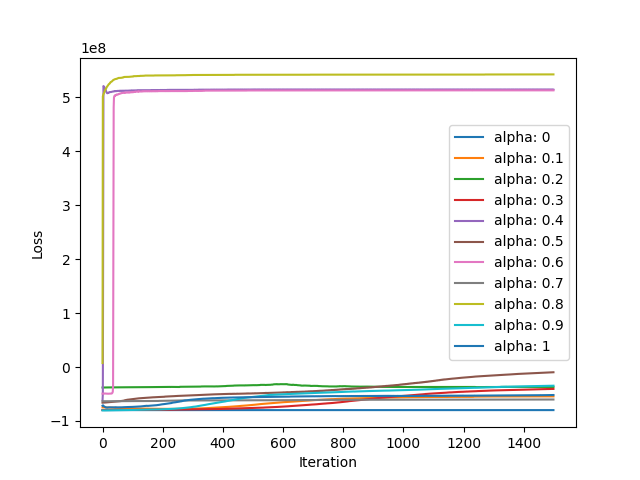 1e8
5
4
3
2
1
0
−1
0
200
400
600
800
1000
1200
1400
Loss
Iteration
alpha: 0
alpha: 0.1
alpha: 0.2
alpha: 0.3
alpha: 0.4
alpha: 0.5
alpha: 0.6
alpha: 0.7
alpha: 0.8
alpha: 0.9
alpha: 1